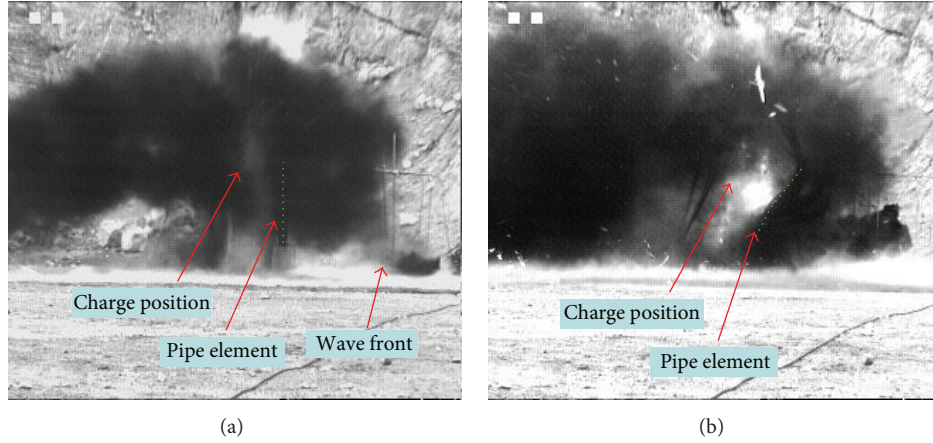 Charge position
Pipe element
Wave front
(a)
Charge position
Pipe element
(b)